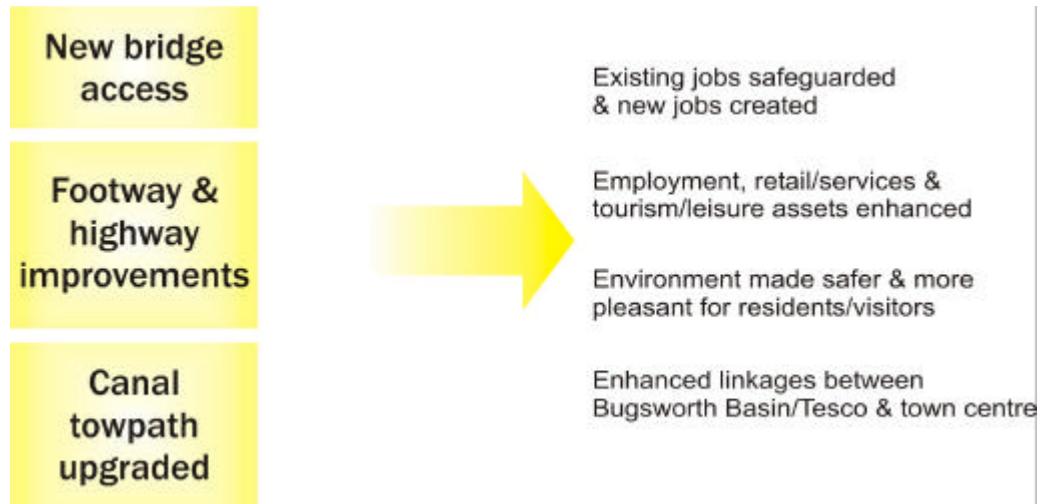 New bridge
access
Footway &
highway
improvements
Canal
towpath
upgraded
Existing jobs safeguarded
& new jobs created
Employment, retail/services &
tourism/leisure assets enhanced
Environment made safer & more
pleasant for residents/visitors
Enhanced linkages between
Bugsworth Basin/Tesco & town centre